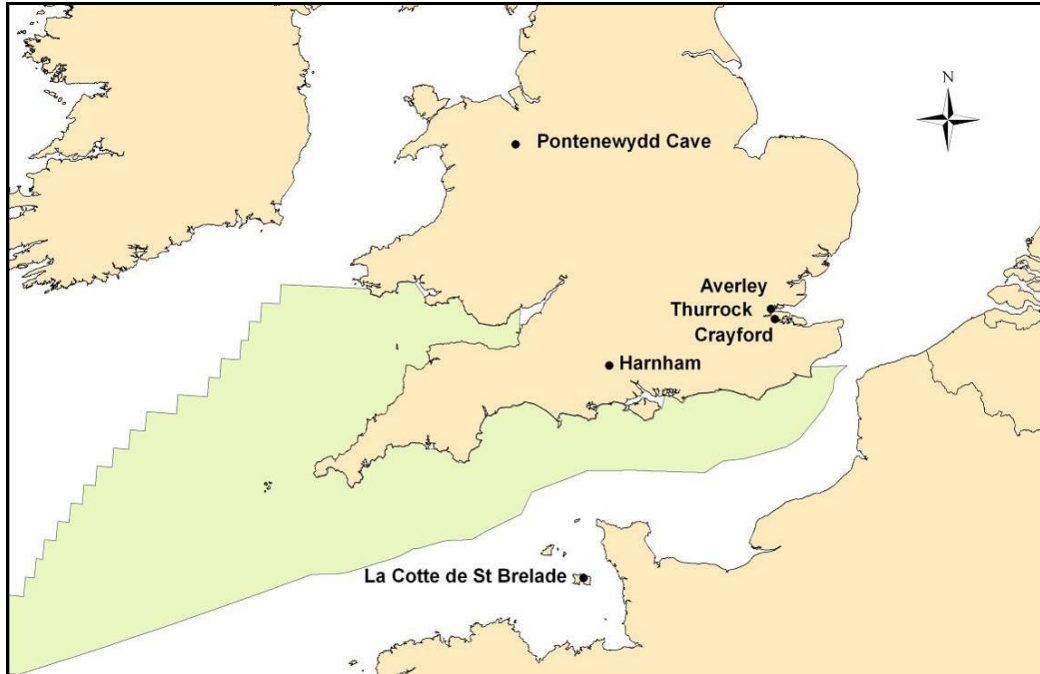 N
Pontenewydd Cave
Averley
Thurrock
Crayford
Harnham
La Cotte de St Brelade